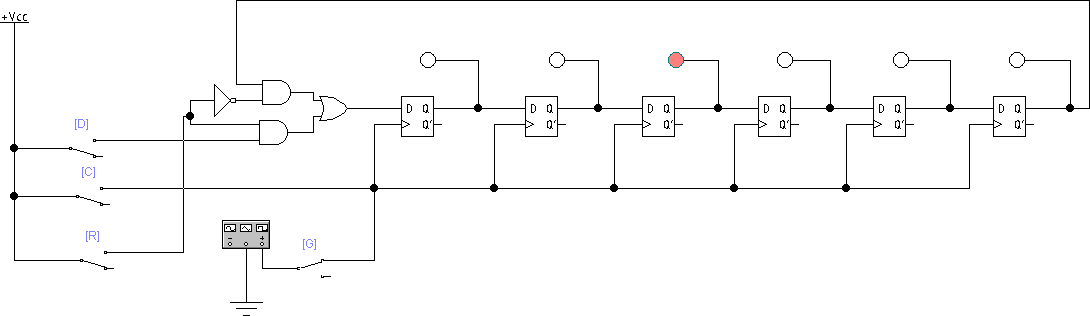 +Vcc
D Q
Q'
D Q
Q'
D Q
Q'
D Q
Q'
D Q
Q'
D Q
Q'
[D]
[C]
[R]
[G]
- +